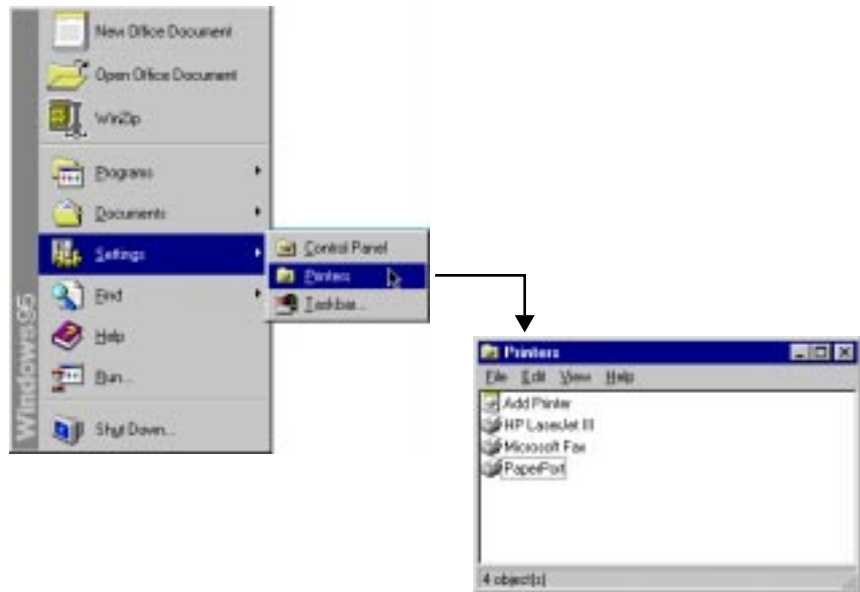 New Office Document
Open Office Document
WinZip
Programs
Documents
Settings
Find
Help
Run...
Shut Down...
Windows95
Control Panel
Printers
Taskbar...
Printers
File Edit View Help
Add Printer
HP LaserJet III
Microsoft Fax
PaperPort
4 object(s)